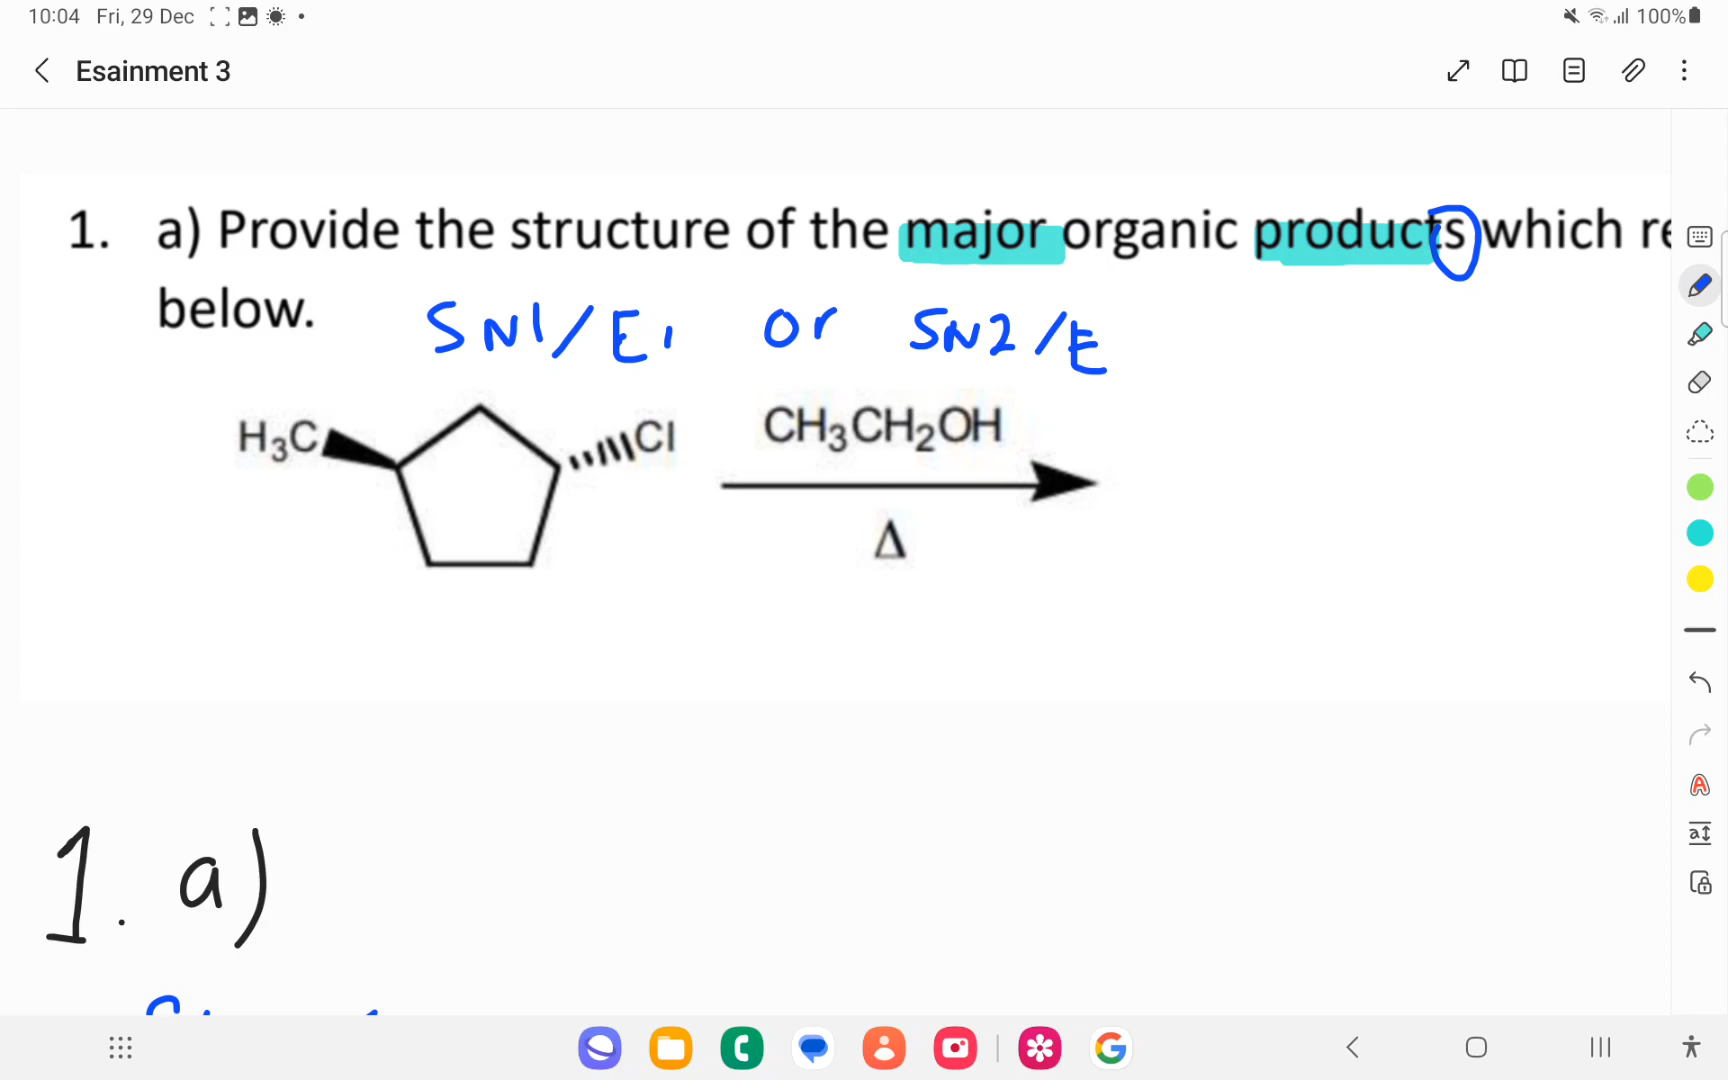 10:04 Fri, 29 Dec
100%
Esainment 3
1. a) Provide the structure of the major organic products which re
below.
SN1/E1 or SN2/E
H₃C
Cl
CH₃CH₂OH
Δ
1. a)